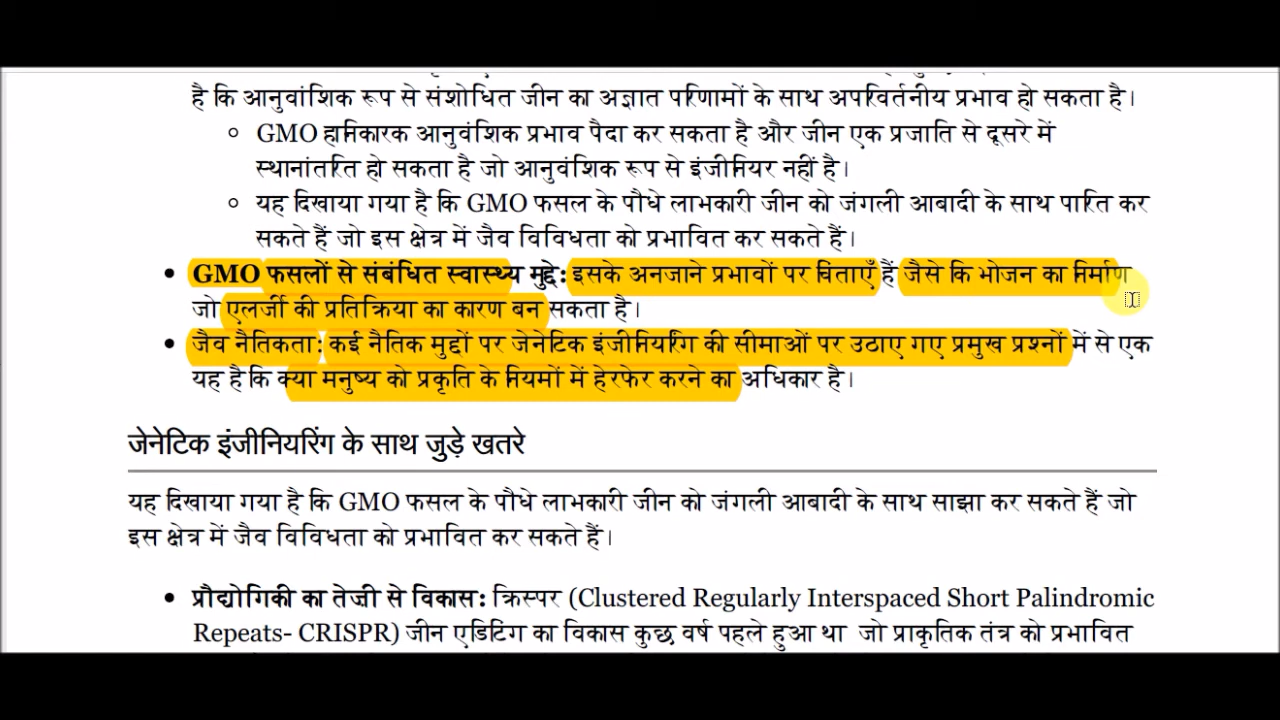 है कि आनुवांशिक रूप से संशोधित जीन का अज्ञात परिणामों के साथ अपरिवर्तनीय प्रभाव हो सकता है।
GMO हानिकारक आनुवंशिक प्रभाव पैदा कर सकता है और जीन एक प्रजाति से दूसरे में
स्थानांतरित हो सकता है जो आनुवंशिक रूप से इंजीनियर नहीं है।
यह दिखाया गया है कि GMO फसल के पौधे लाभकारी जीन को जंगली आबादी के साथ पारित कर
सकते हैं जो इस क्षेत्र में जैव विविधता को प्रभावित कर सकते हैं।
GMO फसलों से संबंधित स्वास्थ्य मुद्दे: इसके अनजाने प्रभावों पर चिंताएँ हैं जैसे कि भोजन का निर्माण
जो एलर्जी की प्रतिक्रिया का कारण बन सकता है।
जैव नैतिकता: कई नैतिक मुद्दों पर जेनेटिक इंजीनियरिंग की सीमाओं पर उठाए गए प्रमुख प्रश्नों में से एक
यह है कि क्या मनुष्य को प्रकृति के नियमों में हेरफेर करने का अधिकार है।
जेनेटिक इंजीनियरिंग के साथ जुड़े खतरे
यह दिखाया गया है कि GMO फसल के पौधे लाभकारी जीन को जंगली आबादी के साथ साझा कर सकते हैं जो
इस क्षेत्र में जैव विविधता को प्रभावित कर सकते हैं।
प्रौद्योगिकी का तेजी से विकास: क्रिस्पर (Clustered Regularly Interspaced Short Palindromic
Repeats- CRISPR) जीन एडिटिंग का विकास कुछ वर्ष पहले हुआ था जो प्राकृतिक तंत्र को प्रभावित